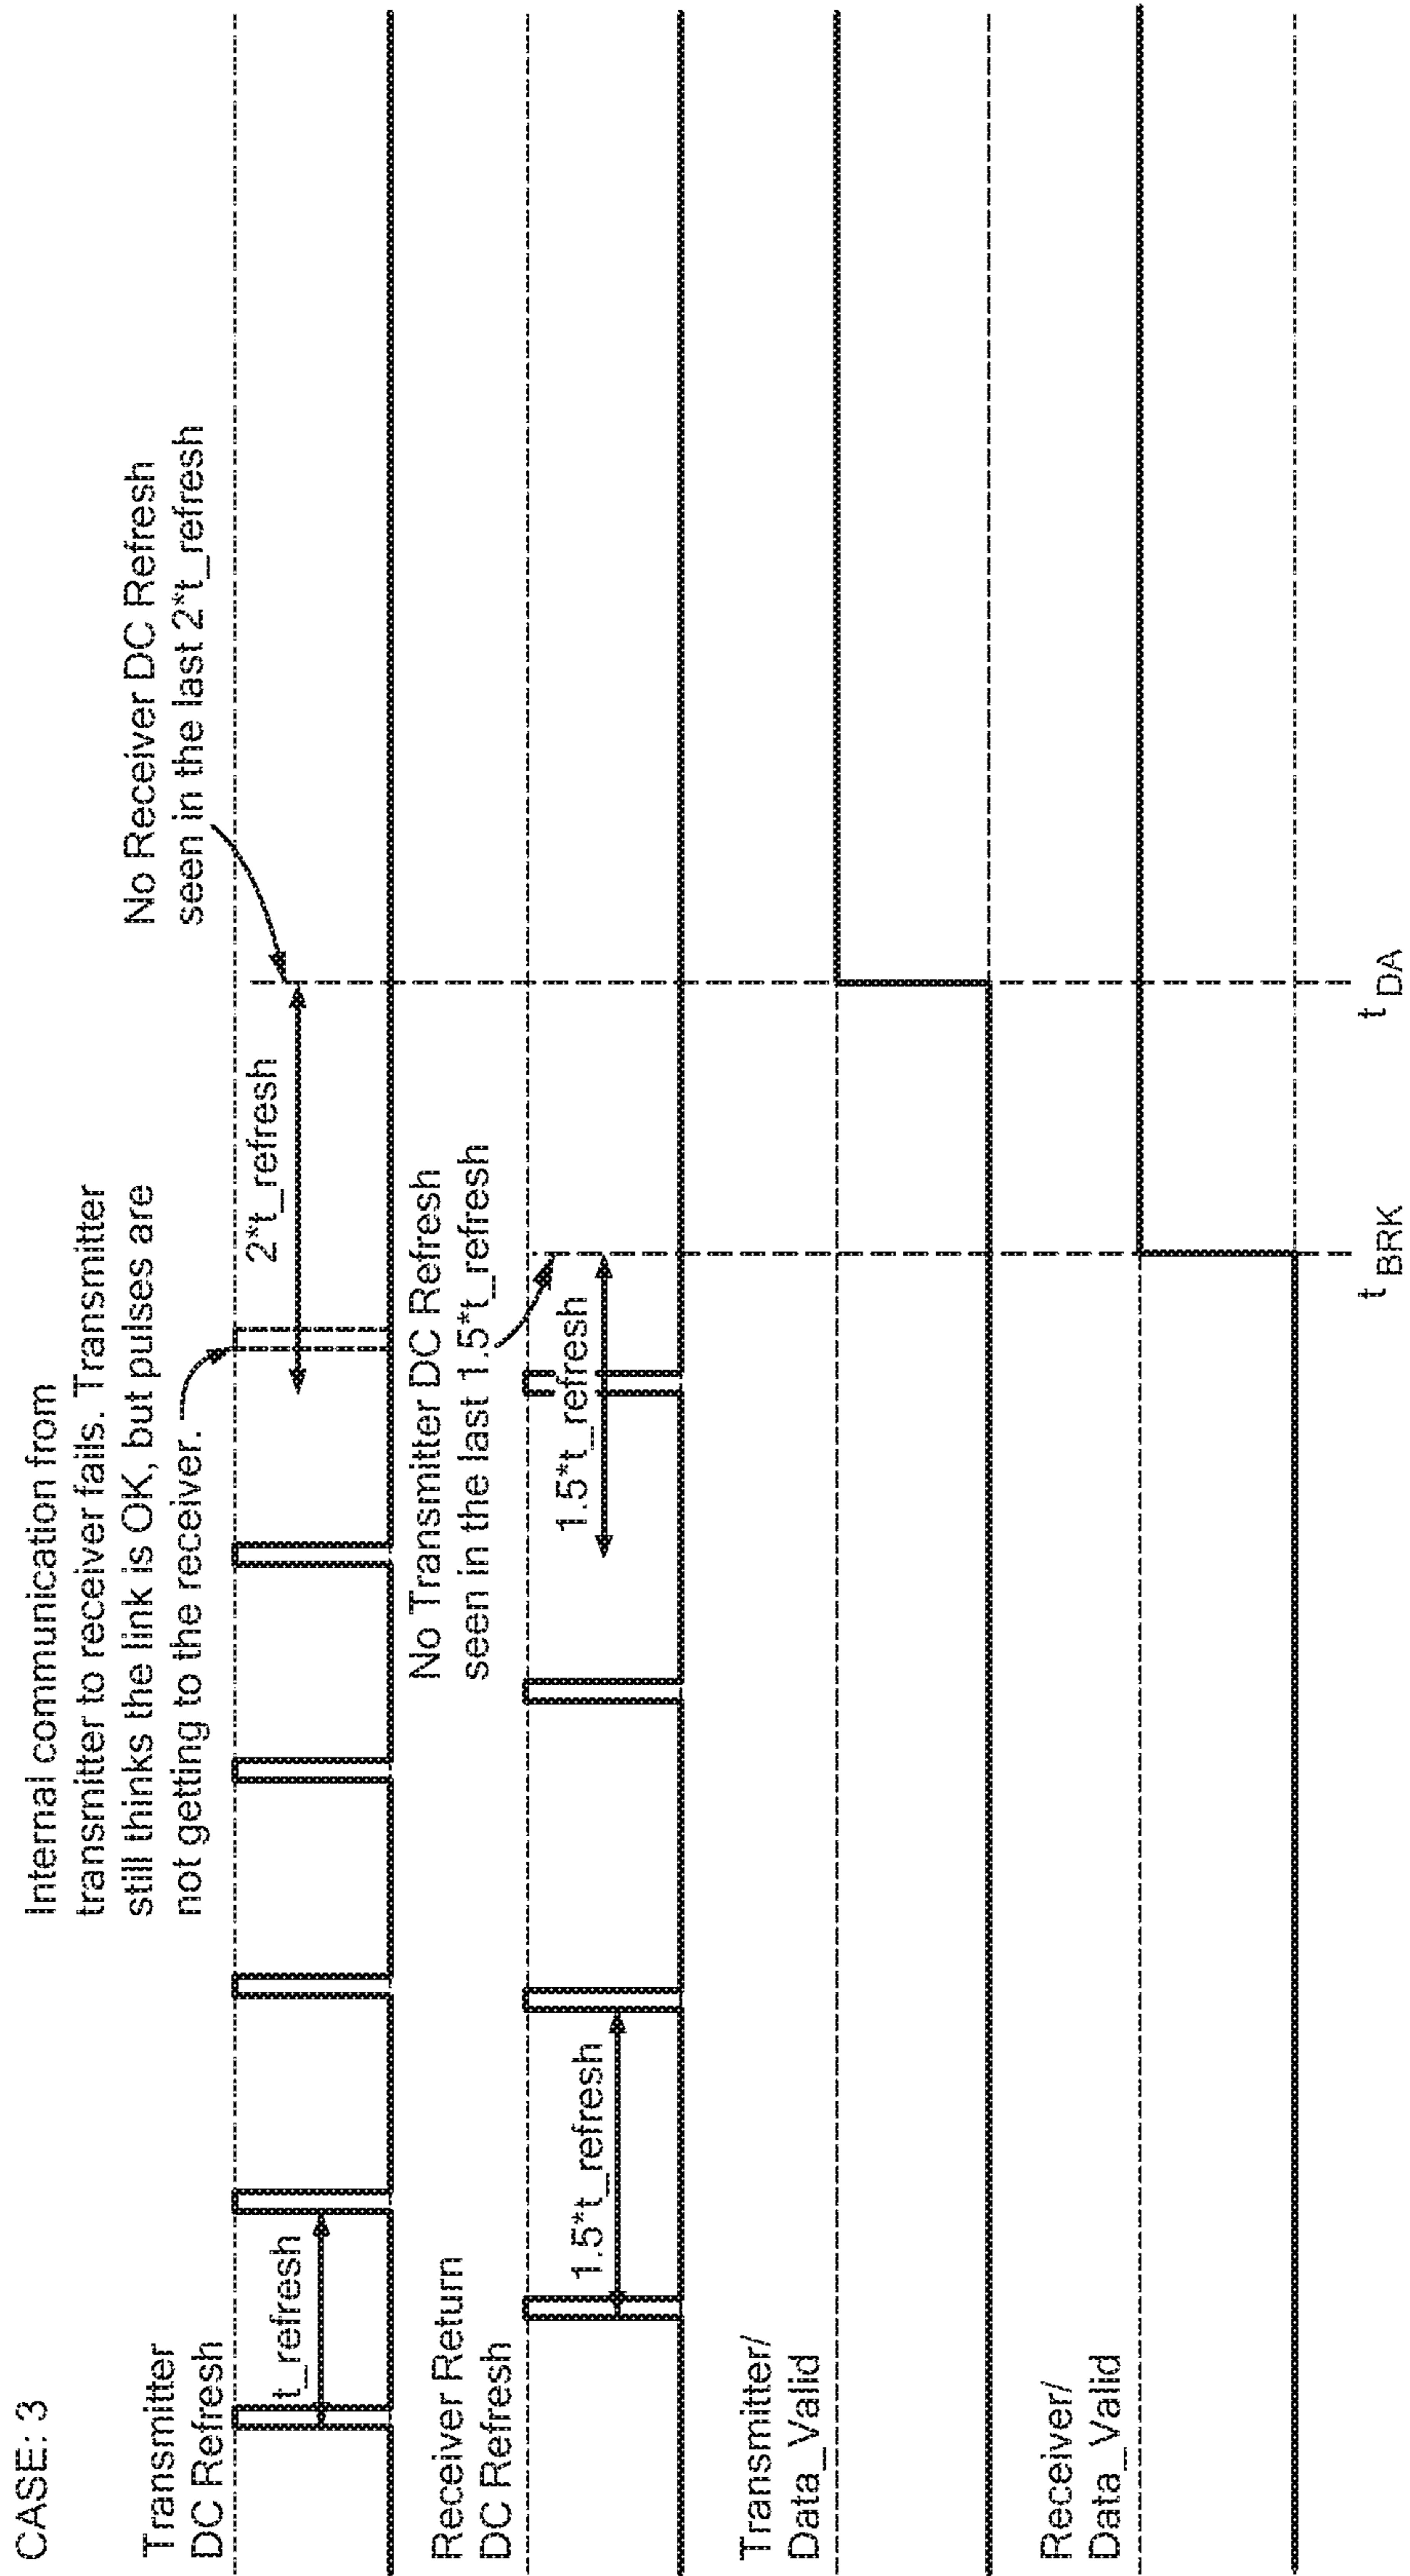 CASE: 3
Internal communication from
transmitter to receiver fails. Transmitter
still thinks the link is OK, but pulses are
not getting to the receiver.
No Receiver DC Refresh
seen in the last 2*t_refresh
Transmitter
DC Refresh
t_refresh
2*t_refresh
Receiver Return
DC Refresh
No Transmitter DC Refresh
seen in the last 1.5*t_refresh
1.5*t_refresh
1.5*t_refresh
Transmitter/
Data_Valid
Receiver/
Data_Valid
t BRK
t DA